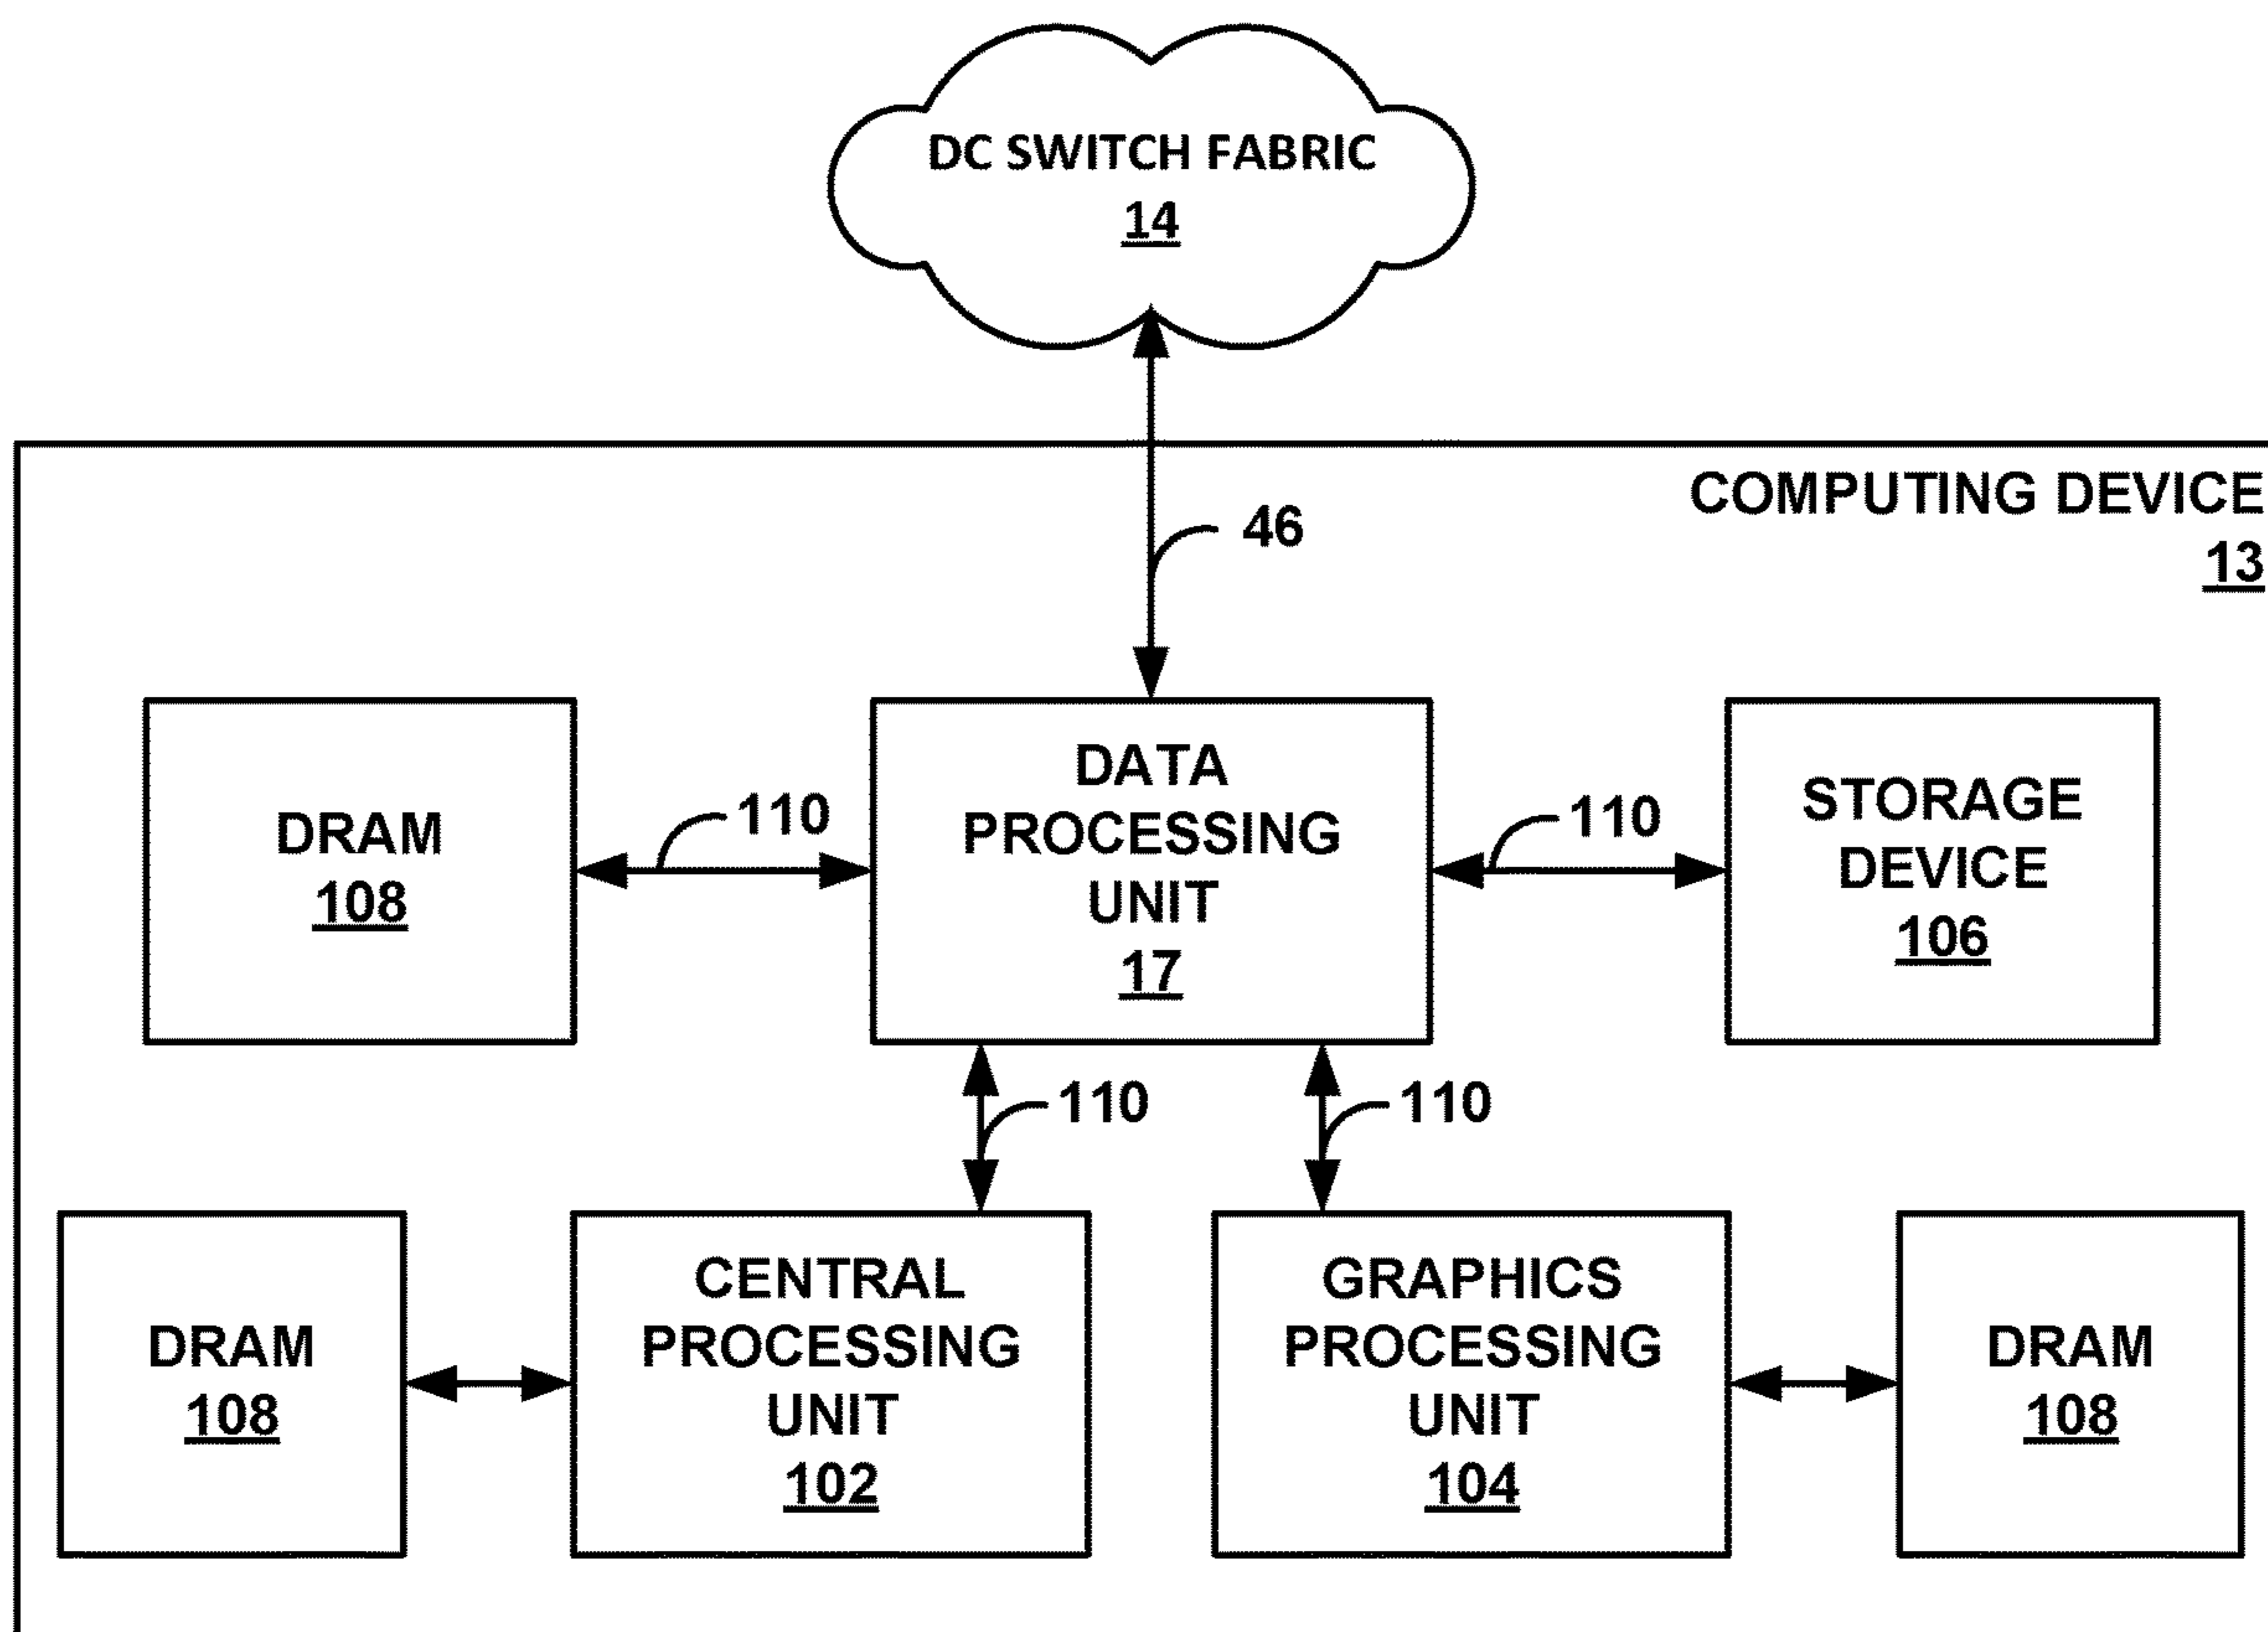 DC SWITCH FABRIC
14
COMPUTING DEVICE
13
46
DRAM
108
110
DATA
PROCESSING
UNIT
17
110
STORAGE
DEVICE
106
110
110
DRAM
108
CENTRAL
PROCESSING
UNIT
102
GRAPHICS
PROCESSING
UNIT
104
DRAM
108